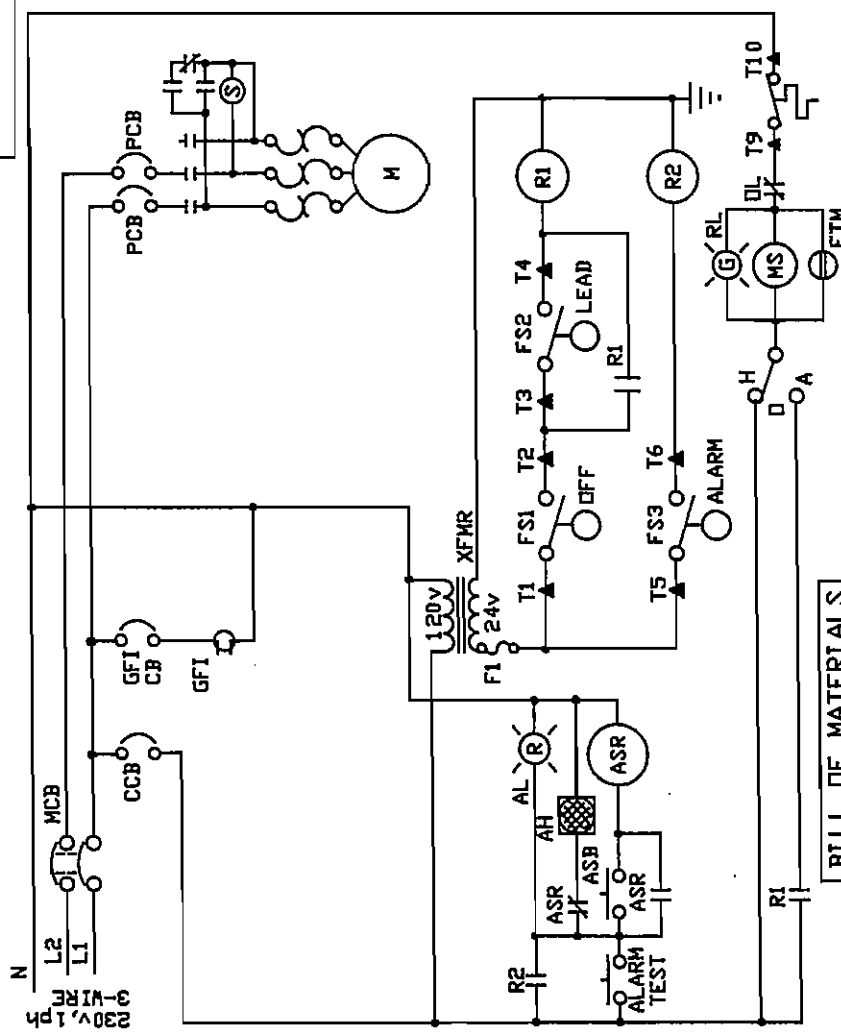 N
L2
L1
230v, 1ph
3-WIRE
MCB
CCB
GFI
CB
GFI
PCB
PCB
S
M
120v
XFMR
24v
F1
T1
FS1
OFF
T2
T3
FS2
LEAD
T4
R1
R1
T5
FS3
ALARM
T6
R2
AL
R
AH
ASR
ASB
ASR
ASR
R2
ALARM
TEST
R1
H
O
A
RL
G
MS
ETM
OL
T9
T10
BILL OF MATERIALS